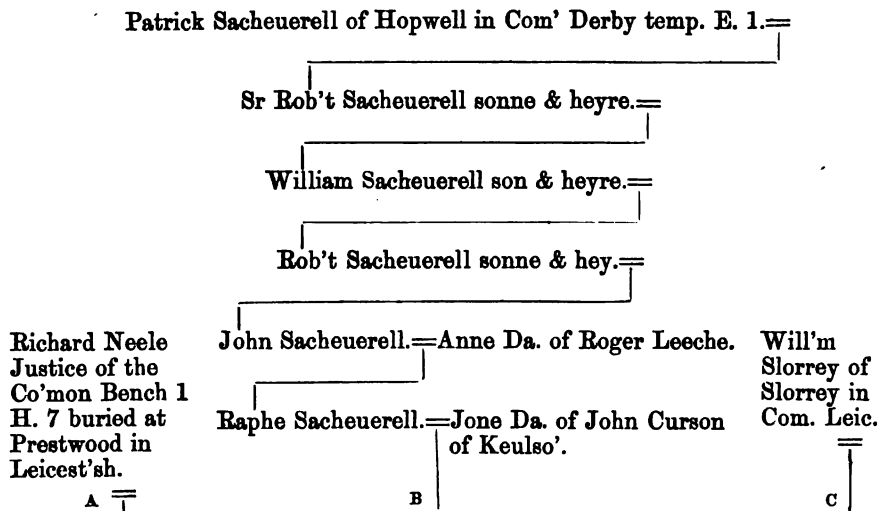 Patrick Sacheuerell of Hopwell in Com' Derby temp. E. 1.=
Sr Rob't Sacheuerell sonne & heyre.=
William Sacheuerell son & heyre.=
Rob't Sacheuerell sonne & hey.=
Richard Neele
Justice of the
Co'mon Bench 1
H. 7 buried at
Prestwood in
Leicest'sh.
John Sacheuerell.=Anne Da. of Roger Leeche.
Raphe Sacheuerell.=Jone Da. of John Curson
of Keulso'.
Will'm
Slorrey of
Slorrey in
Com. Leic.
=
A =
B
C